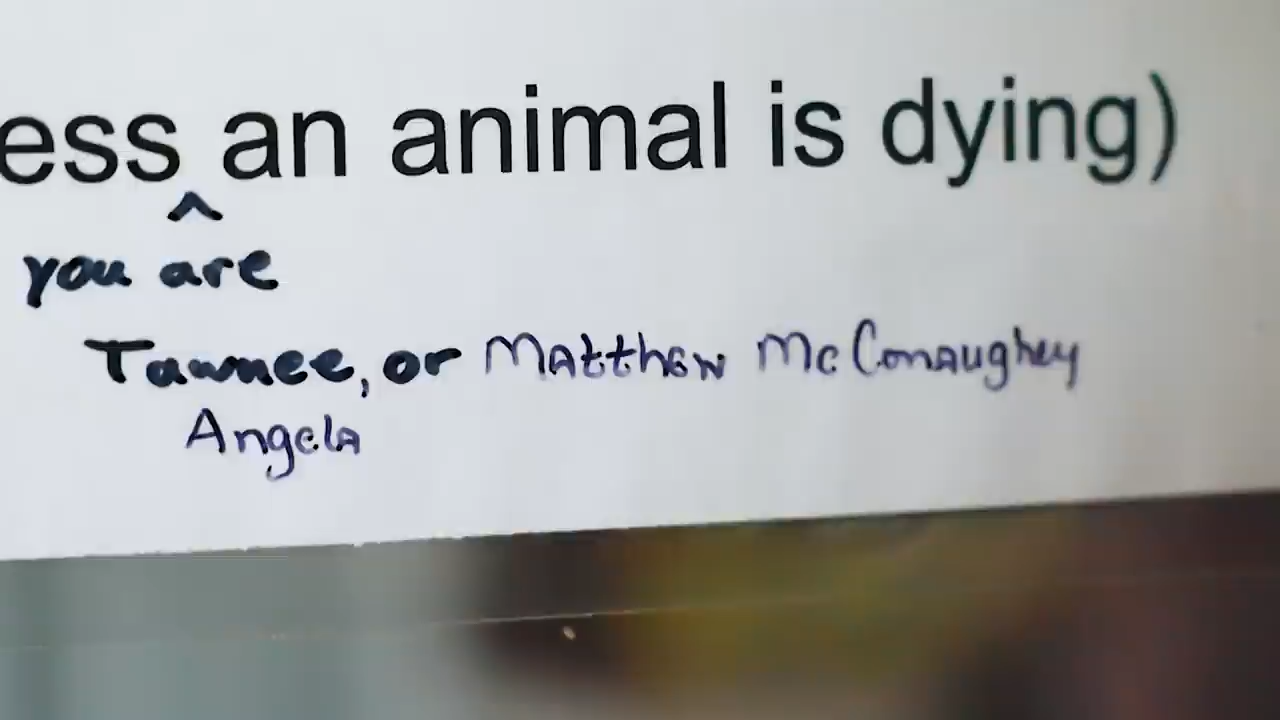 ess an animal is dying)
^
you are
Tawnee, or Matthew McConaughey
Angela